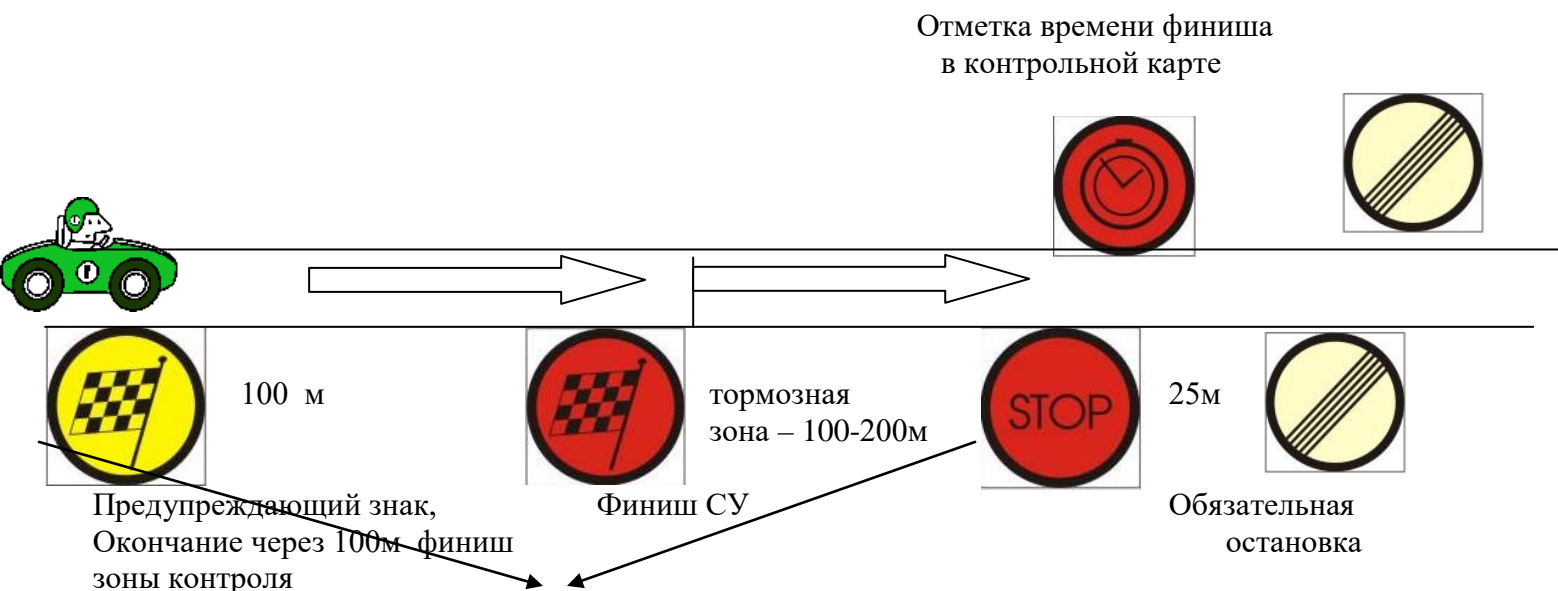 Отметка времени финиша
в контрольной карте
100 м
тормозная
зона – 100-200м
STOP
25м
Предупреждающий знак,
Окончание через 100м финиш
зоны контроля
Финиш СУ
Обязательная
остановка